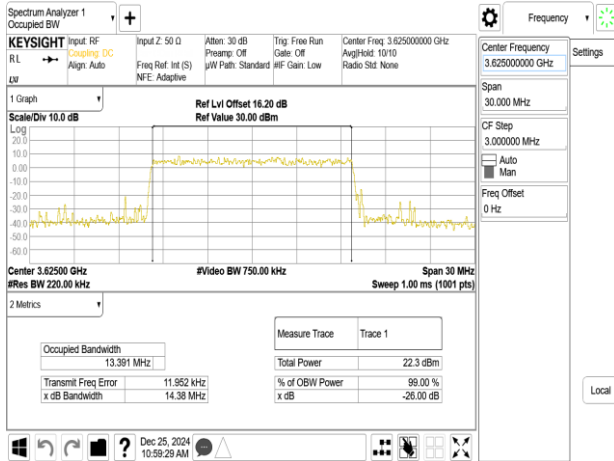 Spectrum Analyzer 1
Occupied BW
Frequency
KEYSIGHT
Input: RF
Coupling: DC
Align: Auto
Input Z: 50 Ω
Freq Ref: Int (S)
NFE: Adaptive
Atten: 30 dB
Preamp: Off
µW Path: Standard
Trig: Free Run
Gate: Off
#IF Gain: Low
Center Freq: 3.625000000 GHz
Avg|Hold: 10/10
Radio Std: None
RL
Center Frequency
3.625000000 GHz
Settings
Span
30.000 MHz
CF Step
3.000000 MHz
Auto
Man
Freq Offset
0 Hz
Local
1 Graph
Scale/Div 10.0 dB
Ref Lvl Offset 16.20 dB
Ref Value 30.00 dBm
Log
20.0
10.0
0.00
-10.0
-20.0
-30.0
-40.0
-50.0
-60.0
Center 3.62500 GHz
#Res BW 220.00 kHz
#Video BW 750.00 kHz
Span 30 MHz
Sweep 1.00 ms (1001 pts)
2 Metrics
Measure Trace Trace 1
Occupied Bandwidth
13.391 MHz
Total Power 22.3 dBm
Transmit Freq Error 11.952 kHz
% of OBW Power 99.00 %
x dB Bandwidth 14.38 MHz
x dB -26.00 dB
Dec 25, 2024
10:59:29 AM